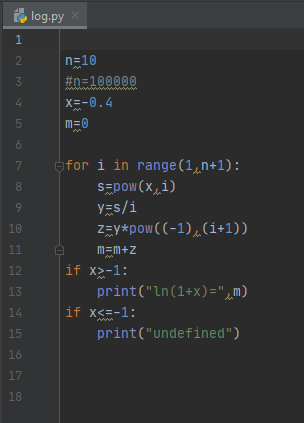 log.py
1
2 n=10
3 #n=100000
4 x=-0.4
5 m=0
6
7 for i in range(1,n+1):
8     s=pow(x,i)
9     y=s/i
10     z=y*pow((-1),(i+1))
11     m=m+z
12 if x>-1:
13     print("ln(1+x)=",m)
14 if x<=-1:
15     print("undefined")
16
17
18